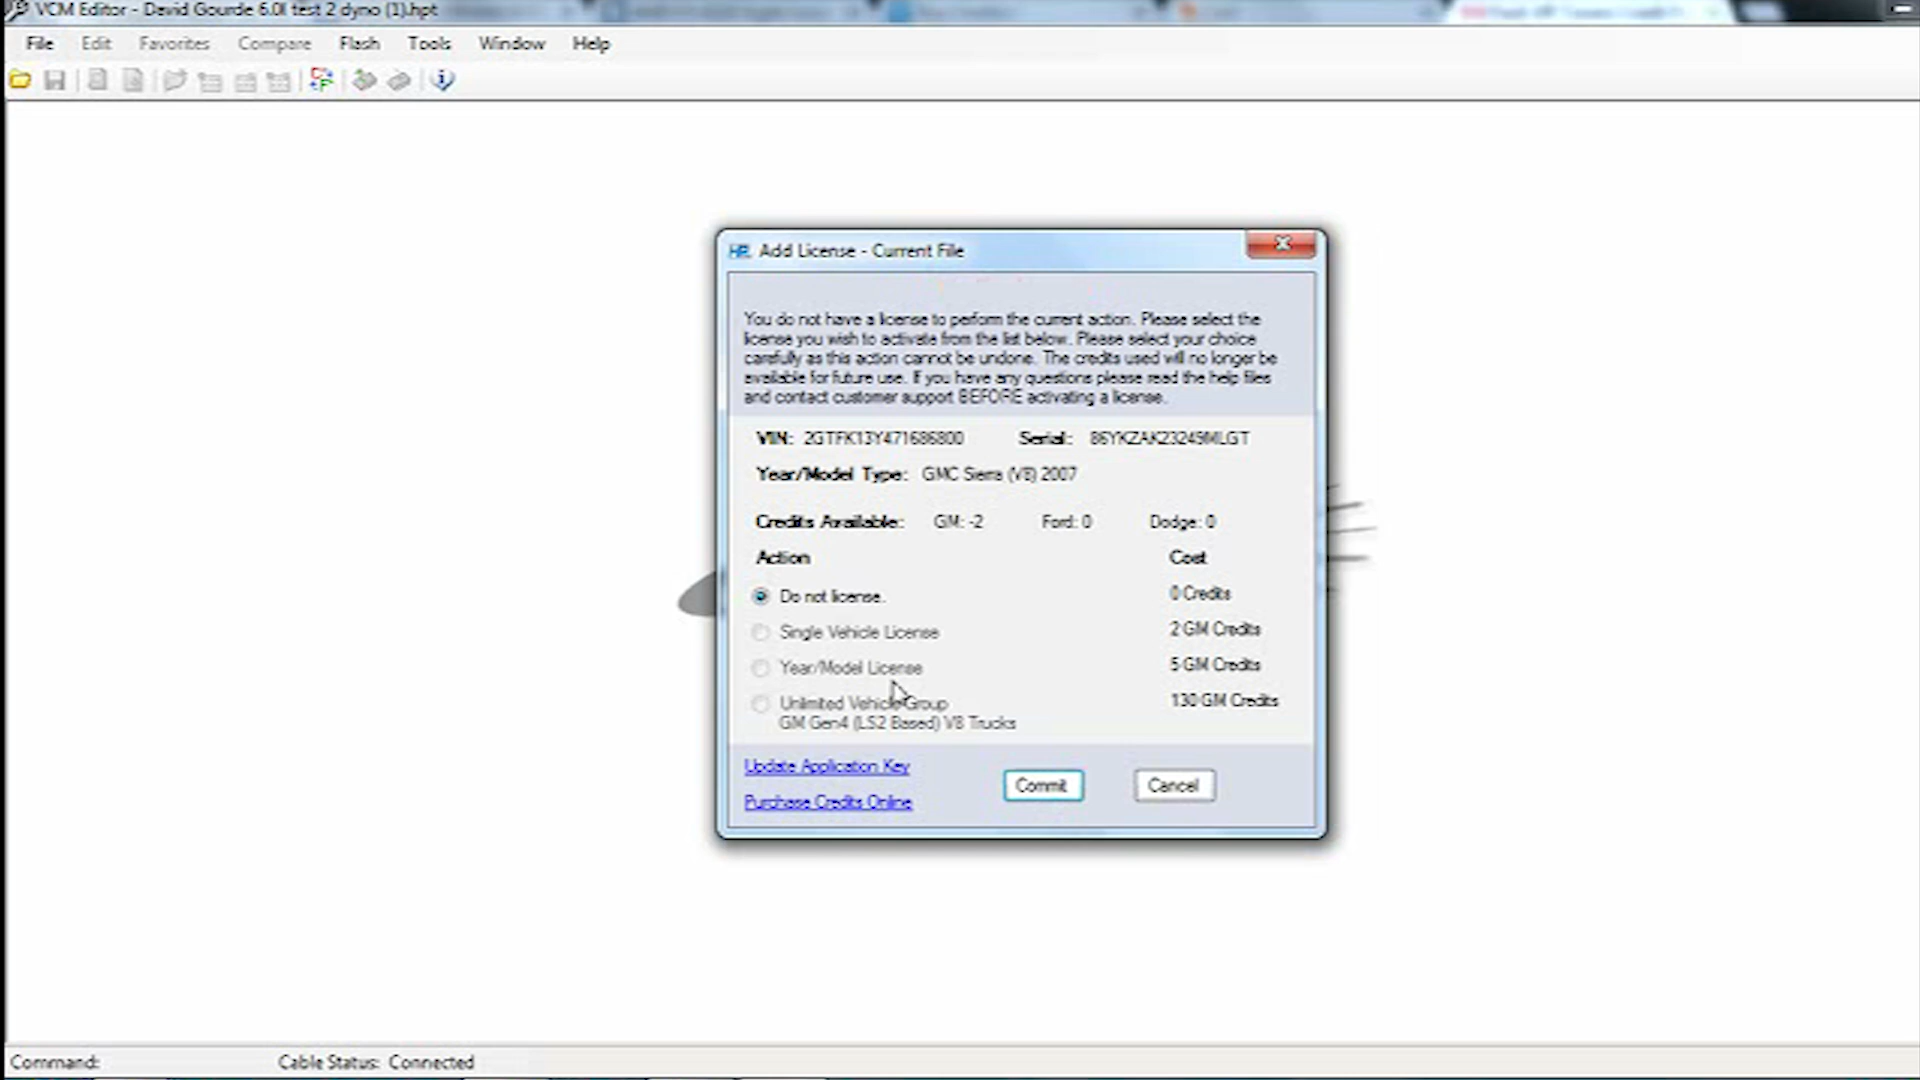 VCM Editor - David Gourde 6.0l test 2 dyno (1).hpt
File Edit Favorites Compare Flash Tools Window Help
Add License - Current File
You do not have a license to perform the current action. Please select the
license you wish to activate from the list below. Please select your choice
carefully as this action cannot be undone. The credits used will no longer be
available for future use. If you have any questions please read the help files
and contact customer support BEFORE activating a license.
VIN: 2GTFK13Y471686800 Serial: 86YKZAK23249MLGT
Year/Model Type: GMC Sierra (V8) 2007
Credits Available: GM: -2 Ford: 0 Dodge: 0
Action Cost
Do not license. 0 Credits
Single Vehicle License 2 GM Credits
Year/Model License 5 GM Credits
Unlimited Vehicle Group 130 GM Credits
GM Gen4 (LS2 Based) V8 Trucks
Update Application Key
Purchase Credits Online
Commit Cancel
Command: Cable Status: Connected